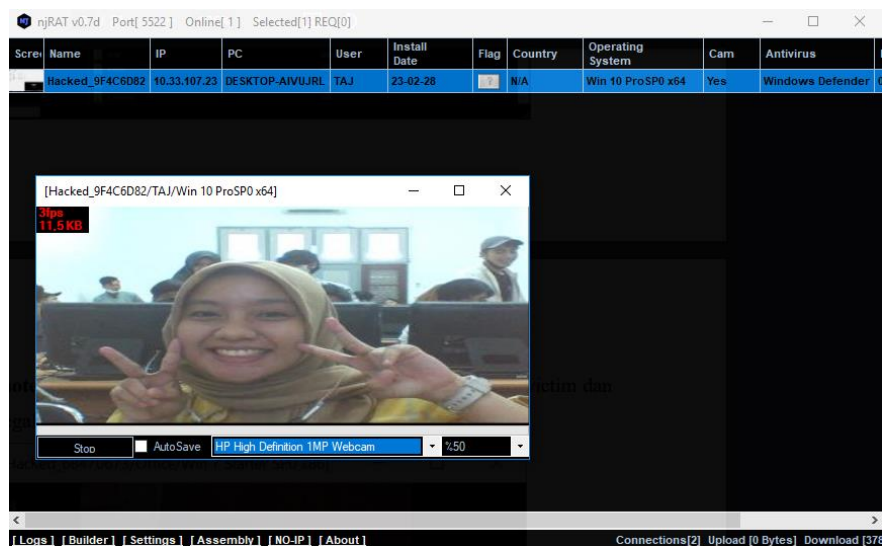 njRAT v0.7d Port[ 5522 ] Online[ 1 ] Selected[1] REQ[0]
Name IP PC User Install Date Flag Country Operating System Cam Antivirus
Hacked_9F4C6D82 10.33.107.23 DESKTOP-AIVUJRL TAJ 23-02-28 ? N/A Win 10 ProSP0 x64 Yes Windows Defender
[Hacked_9F4C6D82/TAJ/Win 10 ProSP0 x64]
3fps
11,5 KB
victim dan
Stop AutoSave HP High Definition 1MP Webcam %50
[ Logs ] [ Builder ] [ Settings ] [ Assembly ] [ NO-IP ] [ About ] Connections[2] Upload [0 Bytes] Download [378